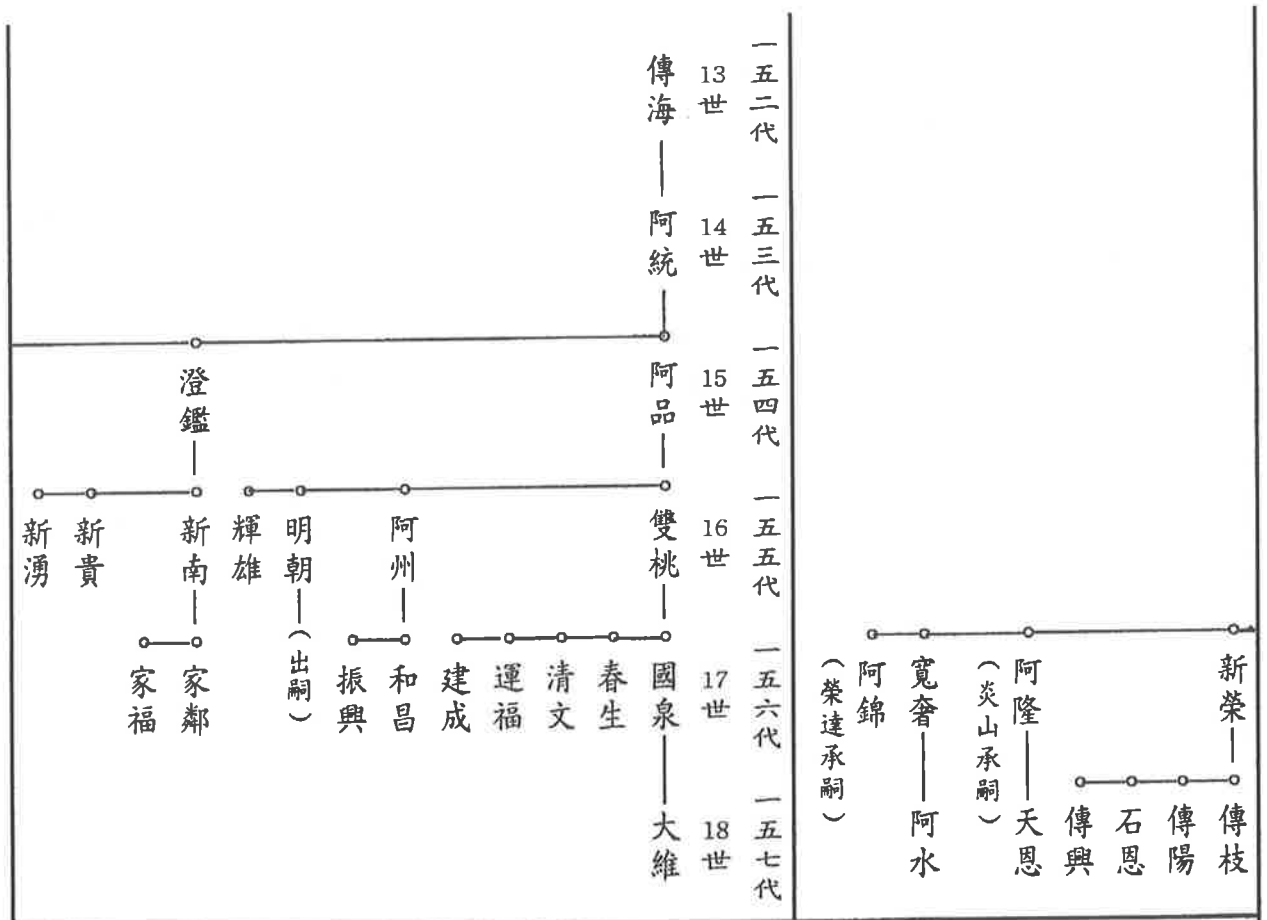 新榮
傳枝
傳陽
石恩
傳興
阿隆
天恩
（炎山承嗣）
寬奢
阿水
阿錦
（榮達承嗣）
一五二代
一五三代
一五四代
一五五代
一五六代
一五七代
13世
14世
15世
16世
17世
18世
傳海
阿統
阿品
雙桃
國泉
大維
春生
清文
運福
建成
阿州
和昌
振興
明朝
（出嗣）
輝雄
澄鑑
新南
家鄰
家福
新貴
新湧